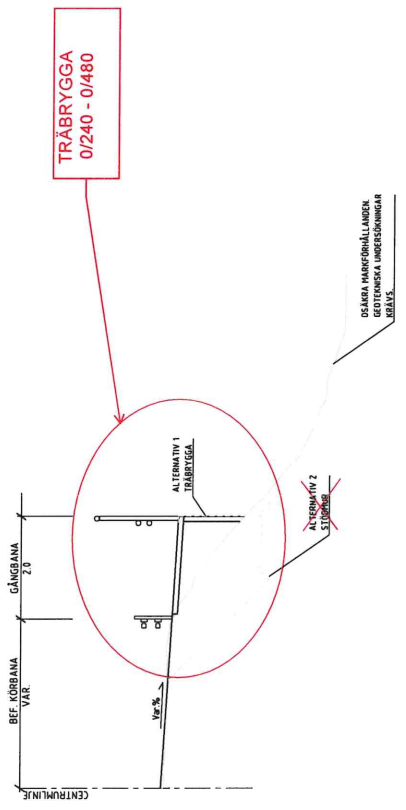 TRÄBRYGGA
0/240 - 0/480
BEF. KÖRBANA
VAR.
GÅNGBANA
2.0
CENTRUMLINJE
Var.%
ALTERNATIV 1
TRÄBRYGGA
ALTERNATIV 2
STÖDMUR
OSÄKRA MARKFÖRHÅLLANDEN.
GEOTEKNISKA UNDERSÖKNINGAR
KRÄVS.